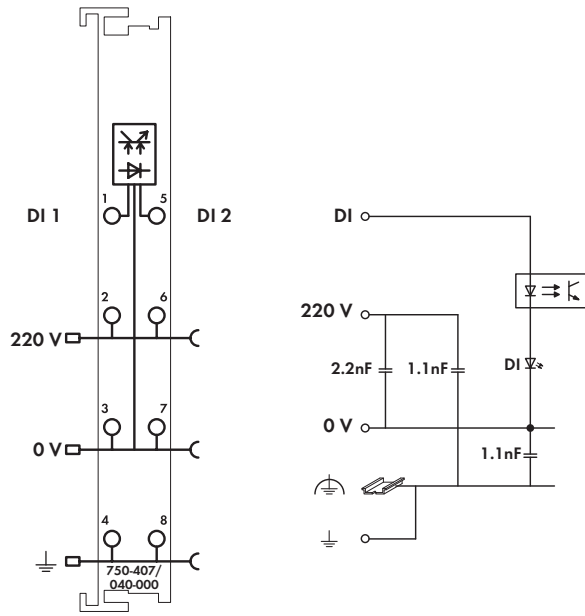 1 5
DI 1 DI 2
2 6
220 V
3 7
0 V
4 8
750-407/
040-000
DI
220 V
2.2nF 1.1nF DI
0 V
1.1nF